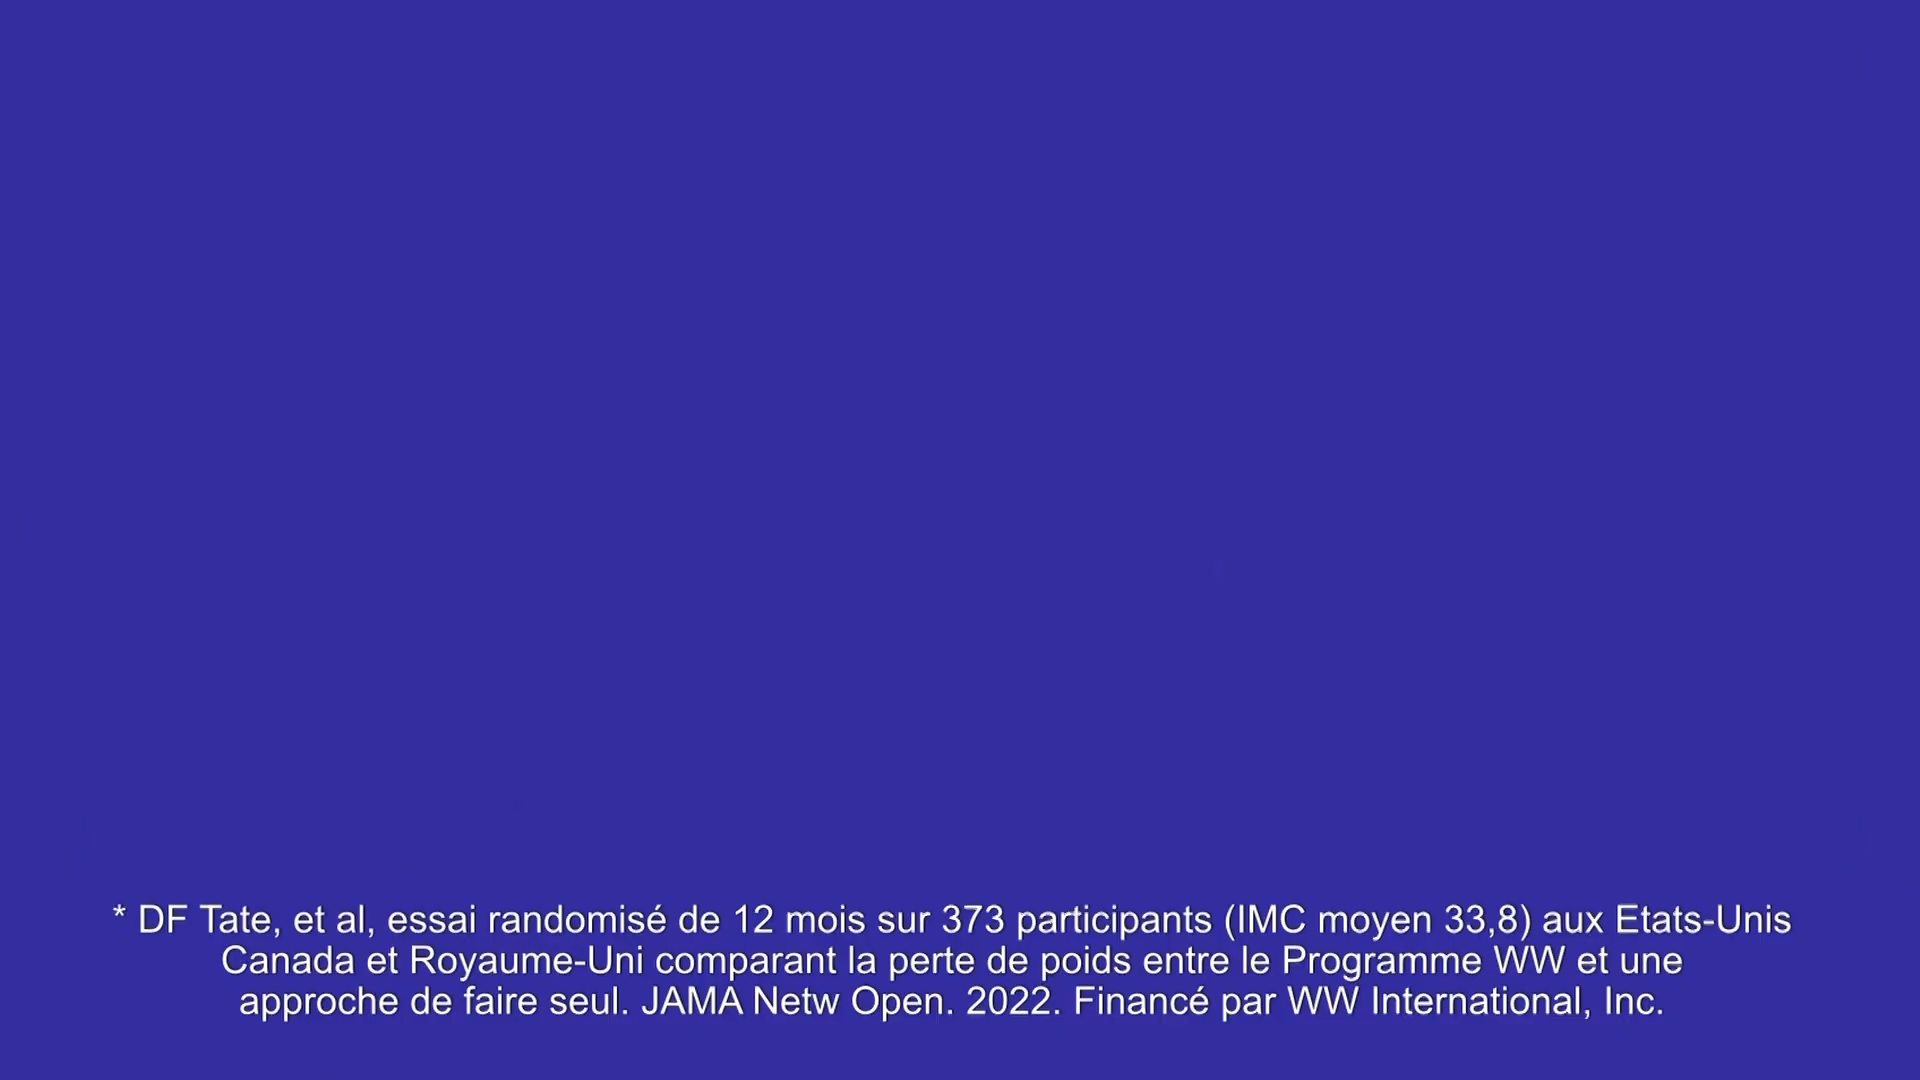 * DF Tate, et al, essai randomisé de 12 mois sur 373 participants (IMC moyen 33,8) aux Etats-Unis
Canada et Royaume-Uni comparant la perte de poids entre le Programme WW et une
approche de faire seul. JAMA Netw Open. 2022. Financé par WW International, Inc.